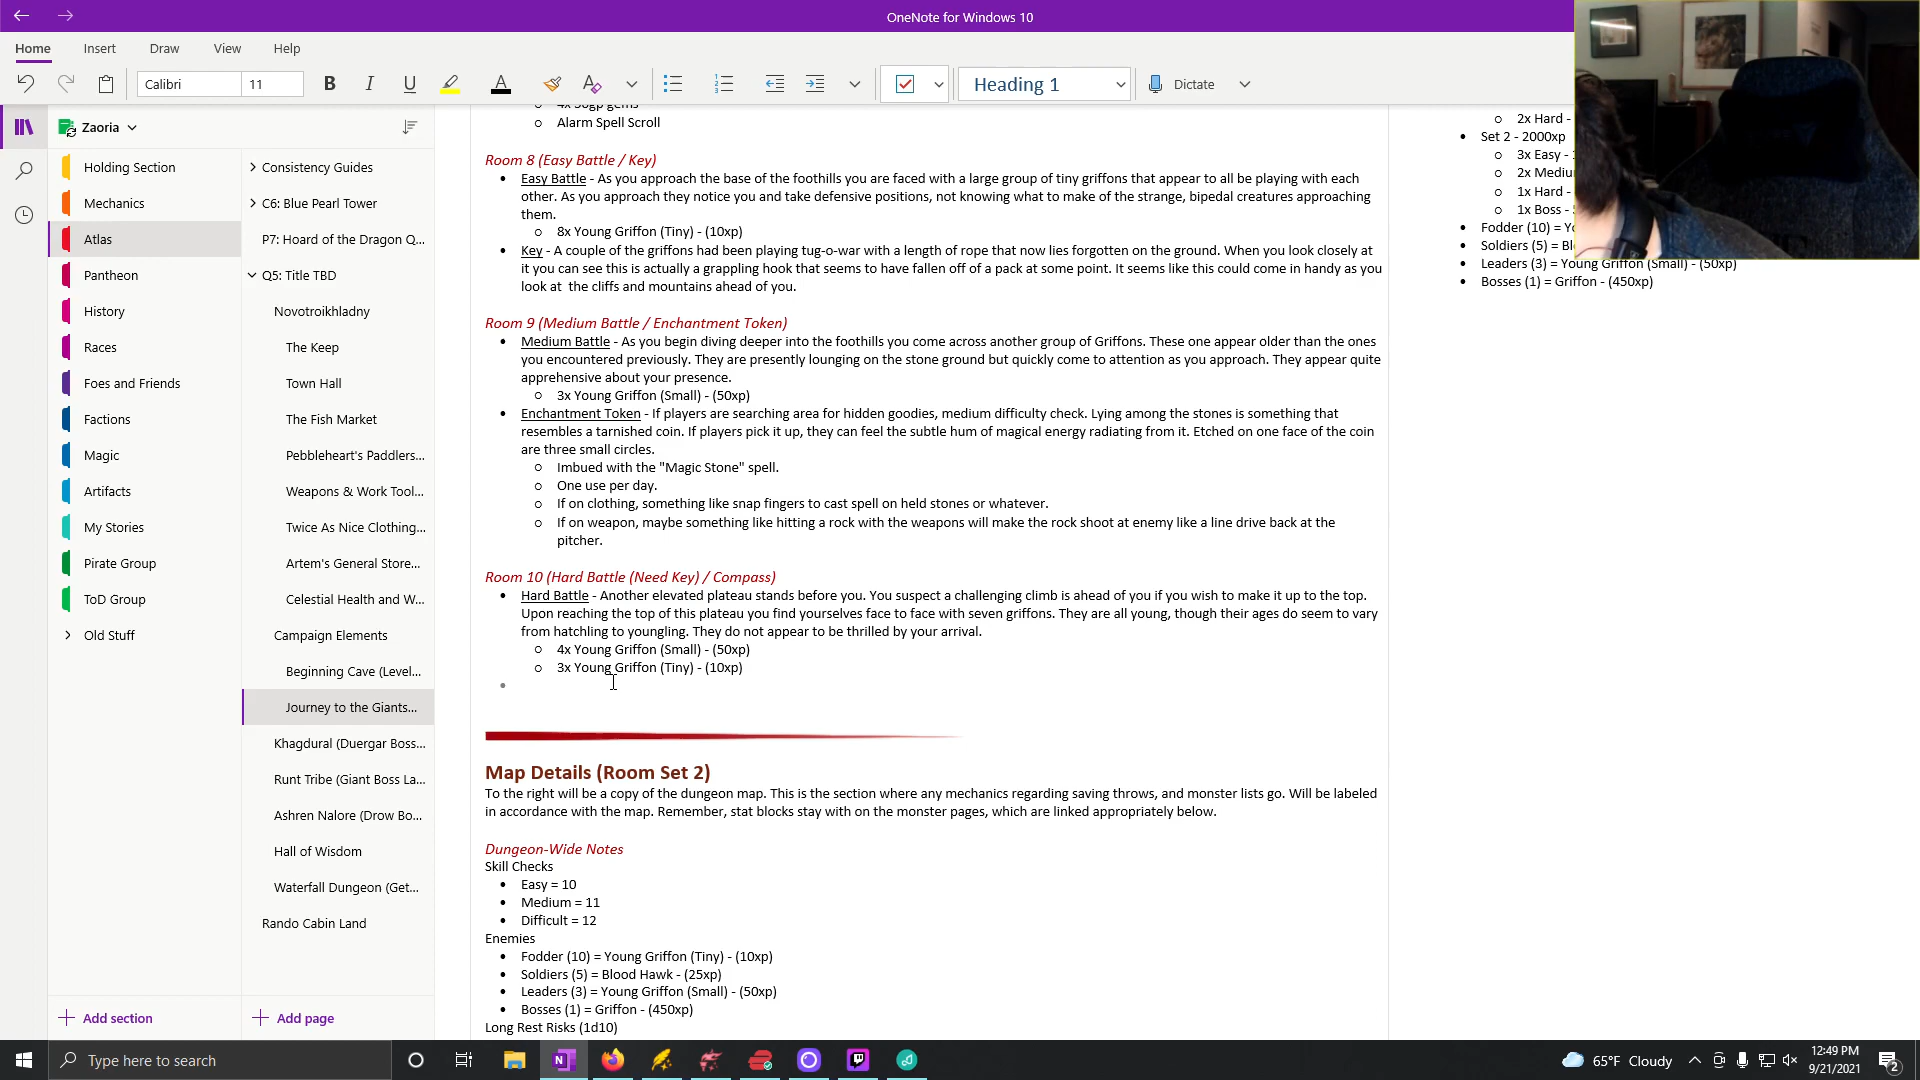 OneNote for Windows 10
Home
Insert
Draw
View
Help
Calibri
11
B
I
U
A
Heading 1
Dictate
Zaoria
Holding Section
Mechanics
Atlas
Pantheon
History
Races
Foes and Friends
Factions
Magic
Artifacts
My Stories
Pirate Group
ToD Group
Old Stuff
Add section
Consistency Guides
C6: Blue Pearl Tower
P7: Hoard of the Dragon Q...
Q5: Title TBD
Novotroikhladny
The Keep
Town Hall
The Fish Market
Pebbleheart's Paddlers...
Weapons & Work Tool...
Twice As Nice Clothing...
Artem's General Store...
Celestial Health and W...
Campaign Elements
Beginning Cave (Level...
Journey to the Giants...
Khagdural (Duergar Boss...
Runt Tribe (Giant Boss La...
Ashren Nalore (Drow Bo...
Hall of Wisdom
Waterfall Dungeon (Get...
Rando Cabin Land
Add page
4x 50gp gems
Alarm Spell Scroll
Room 8 (Easy Battle / Key)
Easy Battle - As you approach the base of the foothills you are faced with a large group of tiny griffons that appear to all be playing with each
other. As you approach they notice you and take defensive positions, not knowing what to make of the strange, bipedal creatures approaching
them.
8x Young Griffon (Tiny) - (10xp)
Key - A couple of the griffons had been playing tug-o-war with a length of rope that now lies forgotten on the ground. When you look closely at
it you can see this is actually a grappling hook that seems to have fallen off of a pack at some point. It seems like this could come in handy as you
look at  the cliffs and mountains ahead of you.
Room 9 (Medium Battle / Enchantment Token)
Medium Battle - As you begin diving deeper into the foothills you come across another group of Griffons. These one appear older than the ones
you encountered previously. They are presently lounging on the stone ground but quickly come to attention as you approach. They appear quite
apprehensive about your presence.
3x Young Griffon (Small) - (50xp)
Enchantment Token - If players are searching area for hidden goodies, medium difficulty check. Lying among the stones is something that
resembles a tarnished coin. If players pick it up, they can feel the subtle hum of magical energy radiating from it. Etched on one face of the coin
are three small circles.
Imbued with the "Magic Stone" spell.
One use per day.
If on clothing, something like snap fingers to cast spell on held stones or whatever.
If on weapon, maybe something like hitting a rock with the weapons will make the rock shoot at enemy like a line drive back at the
pitcher.
Room 10 (Hard Battle (Need Key) / Compass)
Hard Battle - Another elevated plateau stands before you. You suspect a challenging climb is ahead of you if you wish to make it up to the top.
Upon reaching the top of this plateau you find yourselves face to face with seven griffons. They are all young, though their ages do seem to vary
from hatchling to youngling. They do not appear to be thrilled by your arrival.
4x Young Griffon (Small) - (50xp)
3x Young Griffon (Tiny) - (10xp)
Map Details (Room Set 2)
To the right will be a copy of the dungeon map. This is the section where any mechanics regarding saving throws, and monster lists go. Will be labeled
in accordance with the map. Remember, stat blocks stay with on the monster pages, which are linked appropriately below.
Dungeon-Wide Notes
Skill Checks
Easy = 10
Medium = 11
Difficult = 12
Enemies
Fodder (10) = Young Griffon (Tiny) - (10xp)
Soldiers (5) = Blood Hawk - (25xp)
Leaders (3) = Young Griffon (Small) - (50xp)
Bosses (1) = Griffon - (450xp)
Long Rest Risks (1d10)
2x Hard -
Set 2 - 2000xp
3x Easy -
2x Mediu
1x Hard -
1x Boss -
Fodder (10) = Yo
Soldiers (5) = Bl
Leaders (3) = Young Griffon (Small) - (50xp)
Bosses (1) = Griffon - (450xp)
Type here to search
65°F Cloudy
12:49 PM
9/21/2021
2